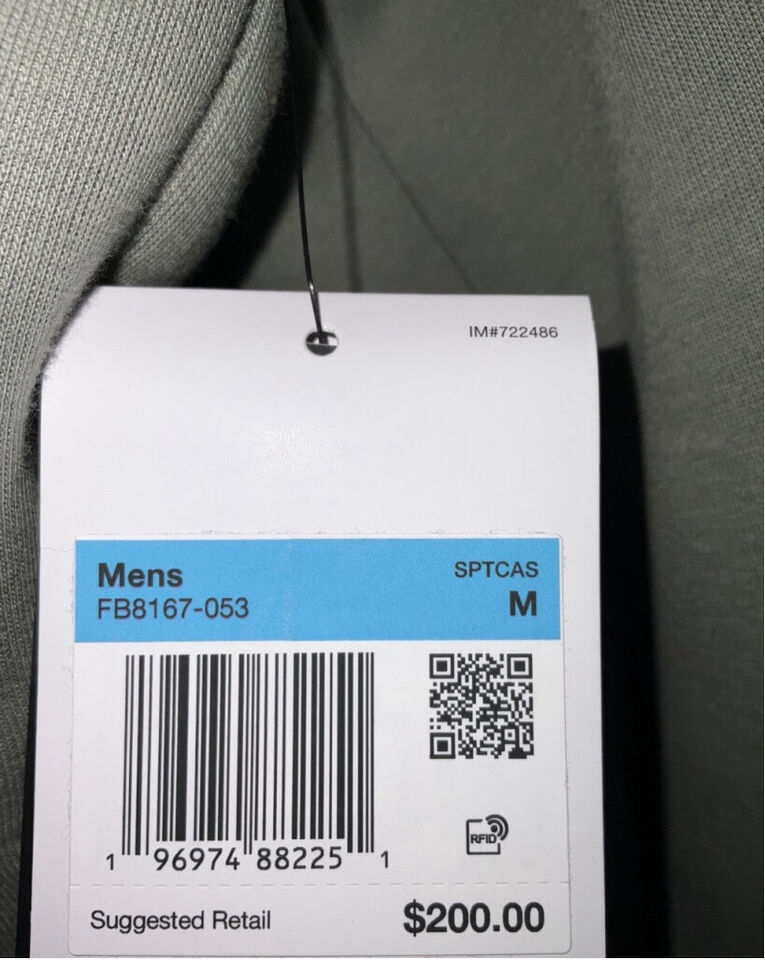 IM#722486
Mens SPTCAS
FB8167-053 M
RFID
1 96974 88225 1
Suggested Retail $200.00